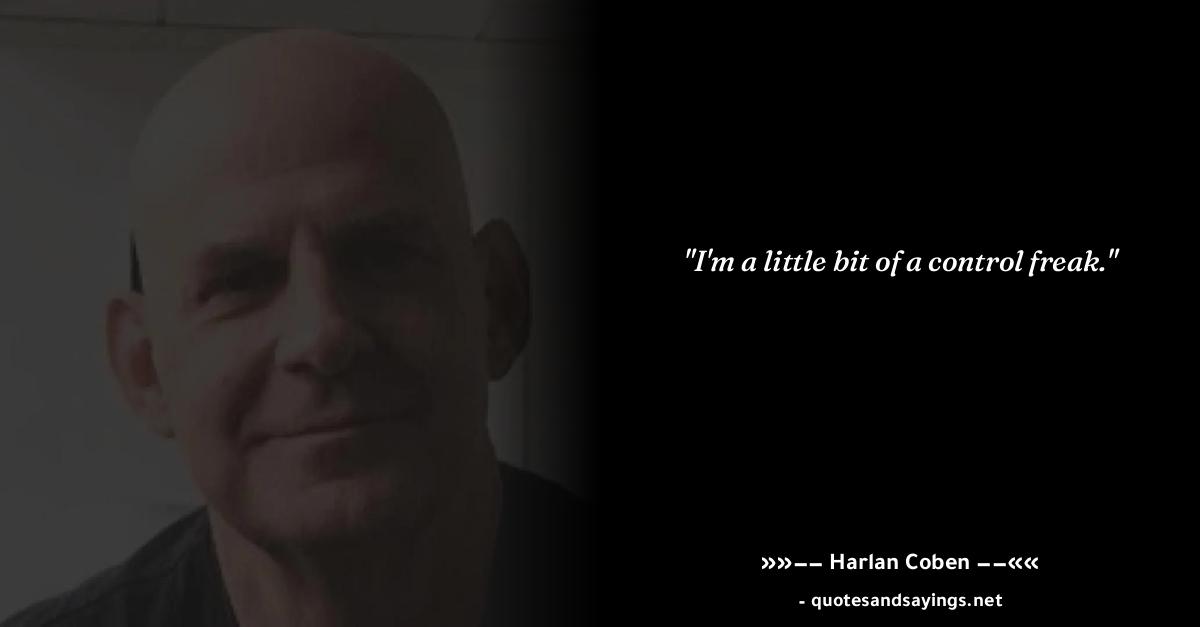 "I'm a little bit of a control freak."
»»—— Harlan Coben ——««
- quotesandsayings.net